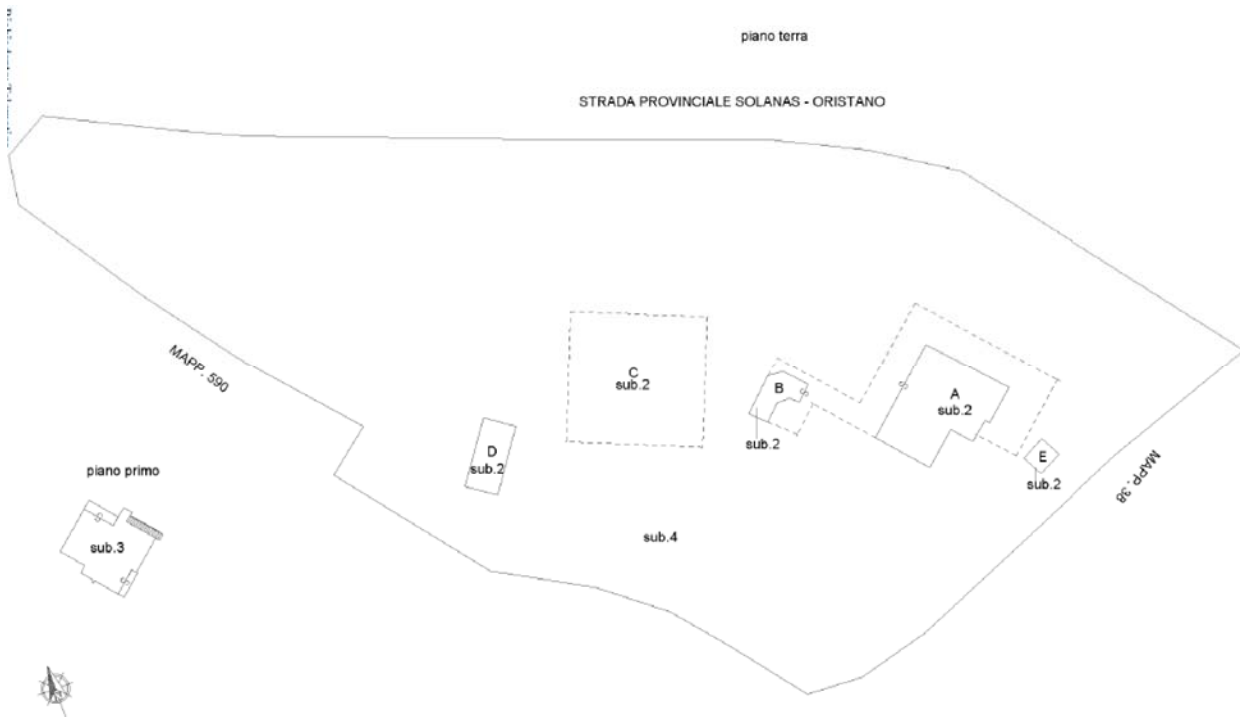 piano terra
STRADA PROVINCIALE SOLANAS - ORISTANO
MAPP. 590
C
sub.2
B
sub.2
A
sub.2
D
sub.2
E
sub.2
MAPP. 38
piano primo
sub.3
sub.4